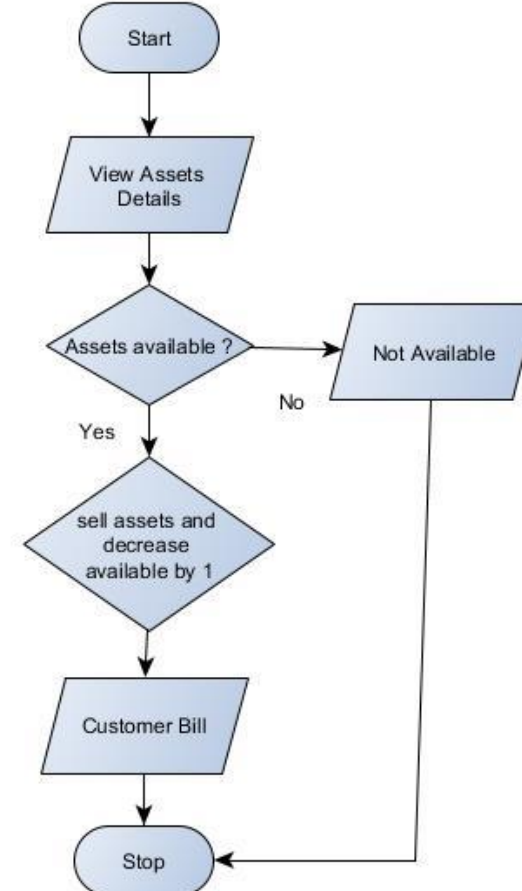 Start
View Assets
Details
Assets available ?
Not Available
No
Yes
sell assets and
decrease
available by 1
Customer Bill
Stop